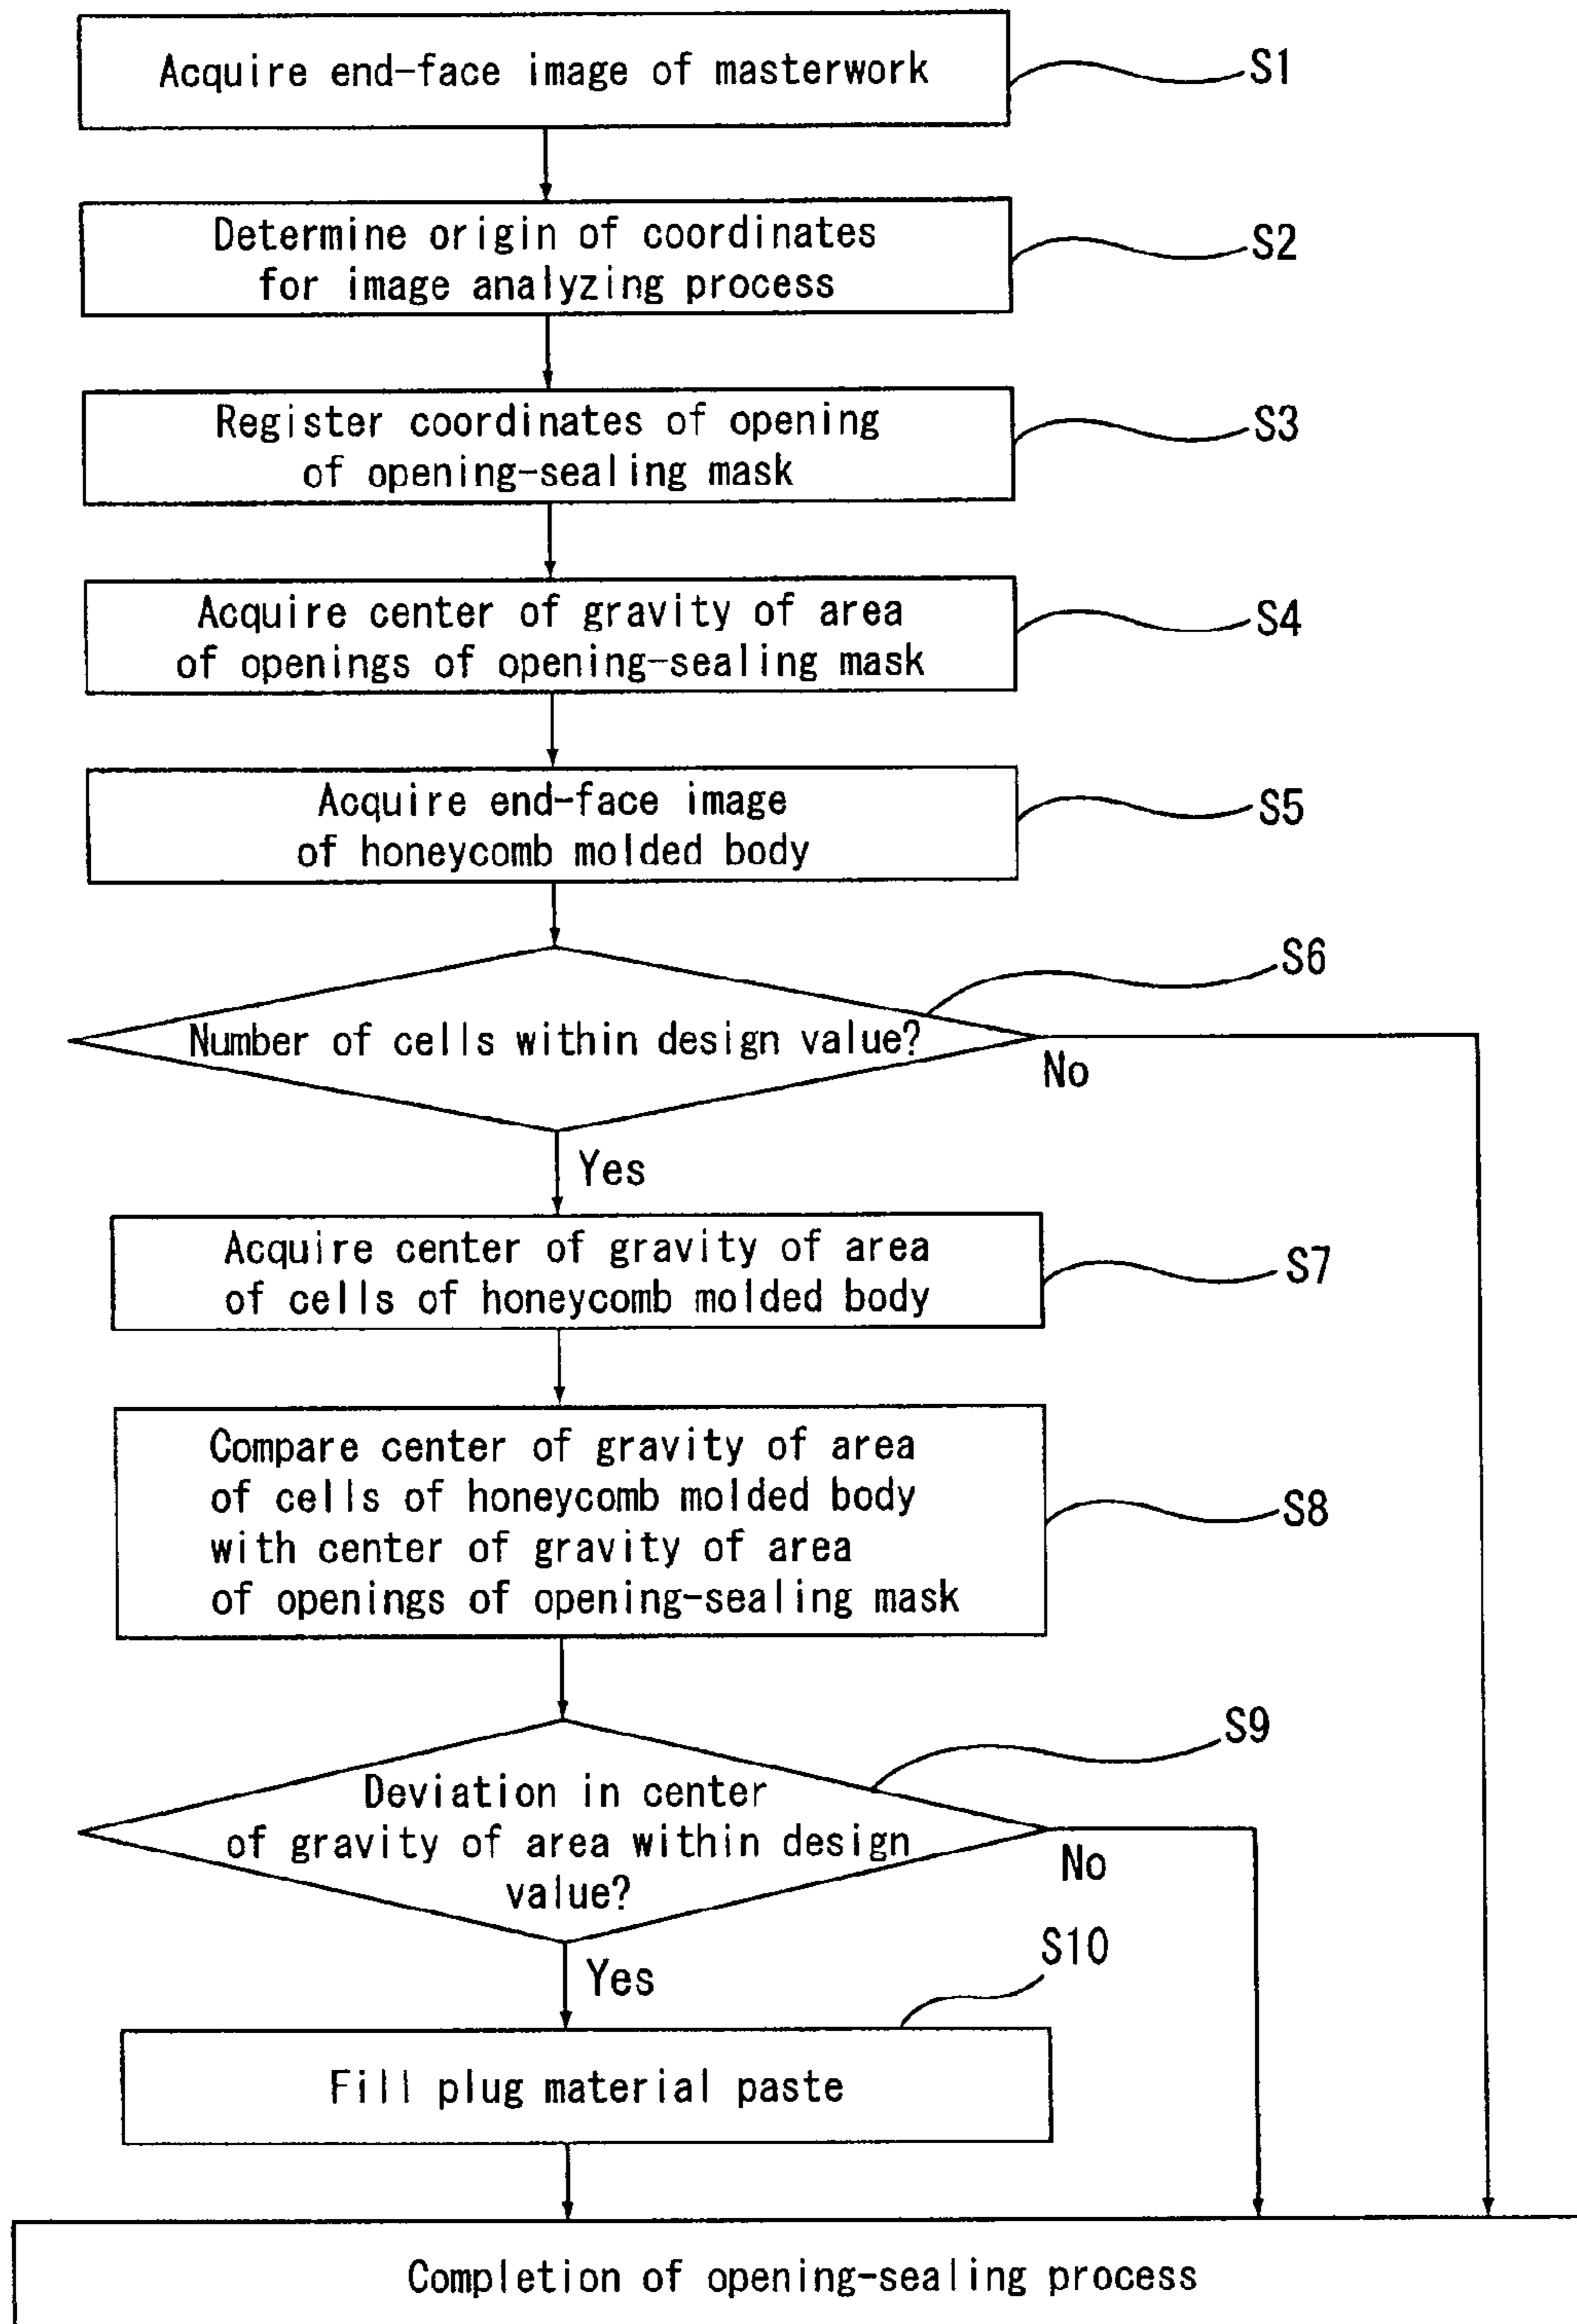 Acquire end-face image of masterwork
S1
Determine origin of coordinates
for image analyzing process
S2
Register coordinates of opening
of opening-sealing mask
S3
Acquire center of gravity of area
of openings of opening-sealing mask
S4
Acquire end-face image
of honeycomb molded body
S5
S6
Number of cells within design value?
No
Yes
Acquire center of gravity of area
of cells of honeycomb molded body
S7
Compare center of gravity of area
of cells of honeycomb molded body
with center of gravity of area
of openings of opening-sealing mask
S8
S9
Deviation in center
of gravity of area within design
value?
No
Yes
S10
Fill plug material paste
Completion of opening-sealing process